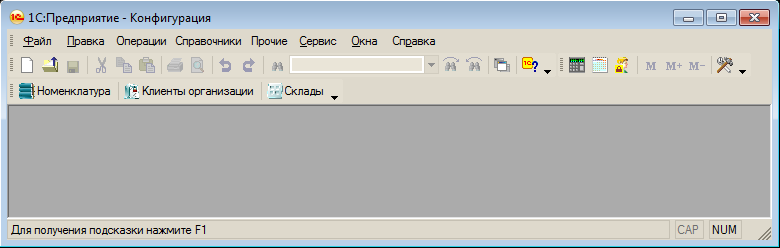 1С:Предприятие - Конфигурация
Файл Правка Операции Справочники Прочие Сервис Окна Справка
M M+ M-
Номенклатура Клиенты организации Склады
Для получения подсказки нажмите F1 CAP NUM